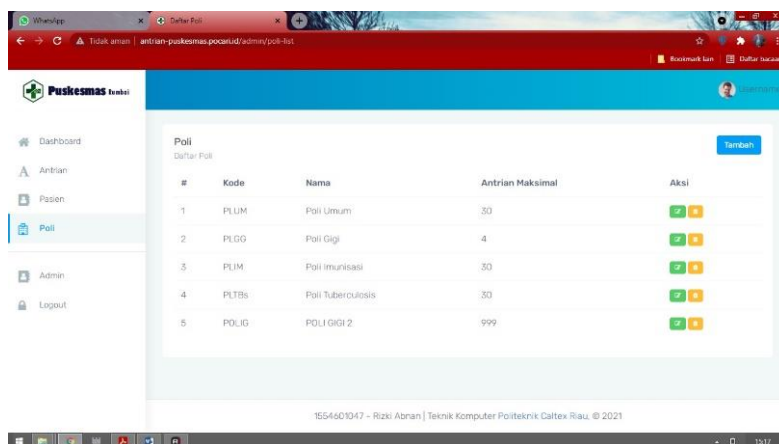 WhatsApp
Daftar Poli
Tidak aman | antrian-puskesmas.pocari.id/admin/poli-list
Bookmark lain
Daftar bacaan
Puskesmas
Username
Dashboard
Antrian
Pasien
Poli
Admin
Logout
Poli
Daftar Poli
Tambah
# Kode Nama Antrian Maksimal Aksi
1 PLUM Poli Umum 30
2 PLGG Poli Gigi 4
3 PLIM Poli Imunisasi 30
4 PLTBs Poli Tuberculosis 30
5 POLIG POLI GIGI 2 999
1554601047 - Rizki Abnan | Teknik Komputer Politeknik Caltex Riau, © 2021
15:17